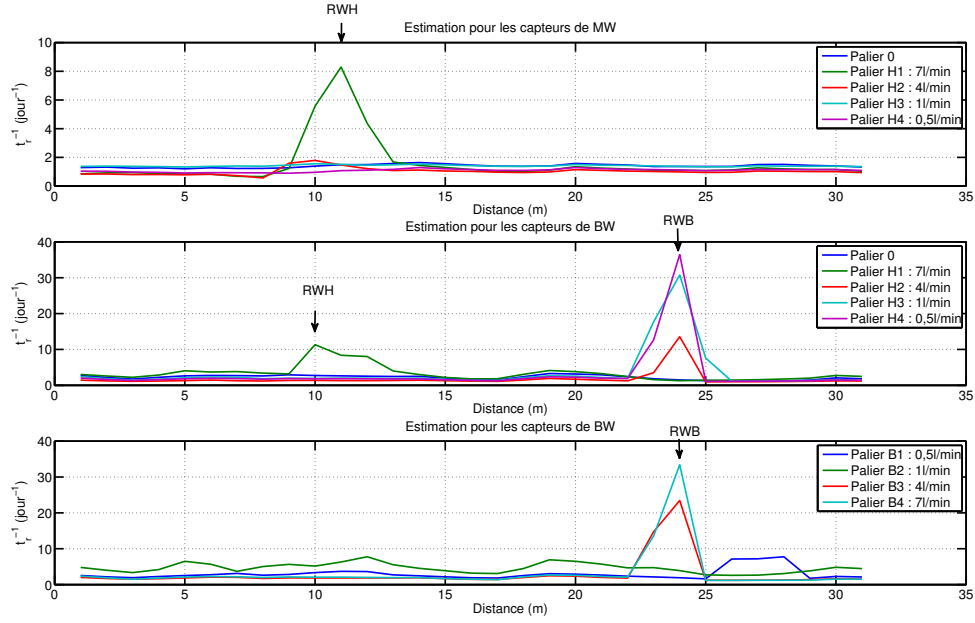 RWH
Estimation pour les capteurs de MW
10
8
6
4
2
0
t_r^-1 (jour^-1)
0 5 10 15 20 25 30 35
Distance (m)
Palier 0
Palier H1 : 7l/min
Palier H2 : 4l/min
Palier H3 : 1l/min
Palier H4 : 0,5l/min
Estimation pour les capteurs de BW
RWB
RWH
40
30
20
10
0
t_r^-1 (jour^-1)
0 5 10 15 20 25 30 35
Distance (m)
Palier 0
Palier H1 : 7l/min
Palier H2 : 4l/min
Palier H3 : 1l/min
Palier H4 : 0,5l/min
Estimation pour les capteurs de BW
RWB
40
30
20
10
0
t_r^-1 (jour^-1)
0 5 10 15 20 25 30 35
Distance (m)
Palier B1 : 0,5l/min
Palier B2 : 1l/min
Palier B3 : 4l/min
Palier B4 : 7l/min